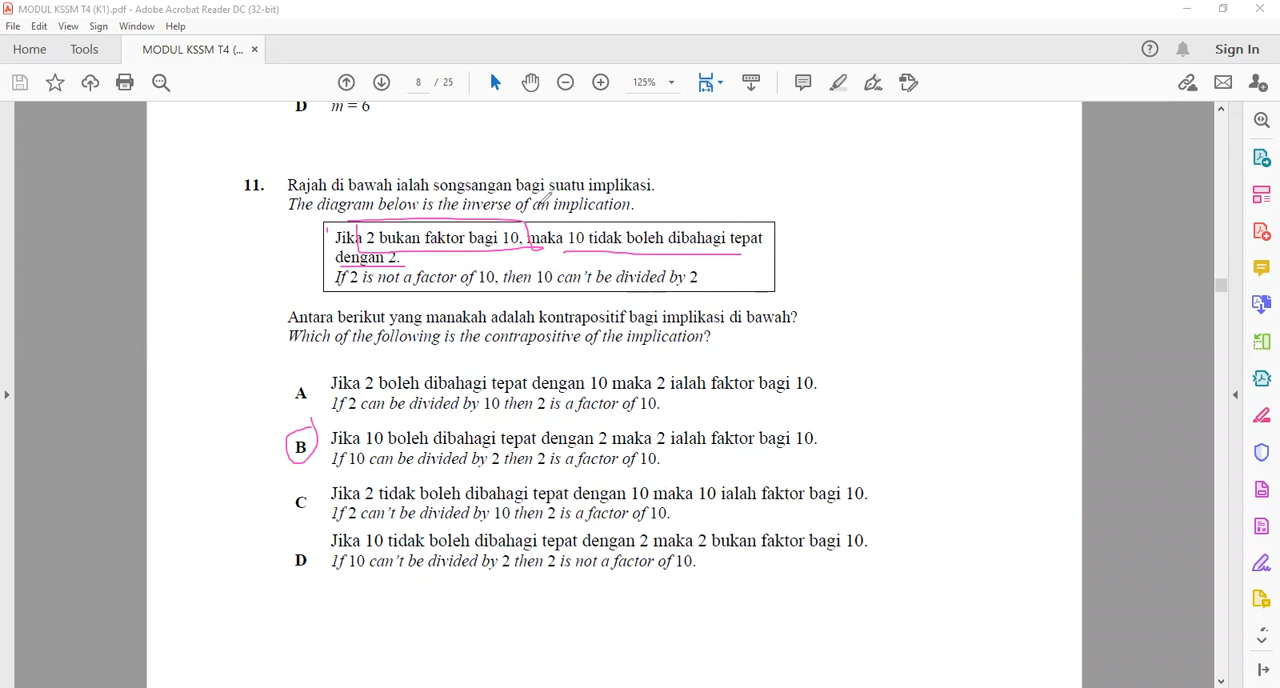 MODUL KSSM T4 (K1).pdf - Adobe Acrobat Reader DC (32-bit)
File Edit View Sign Window Help
Home Tools MODUL KSSM T4 (... × Sign In
8 / 25 125%
D m = 6
11. Rajah di bawah ialah songsangan bagi suatu implikasi.
The diagram below is the inverse of an implication.
Jika 2 bukan faktor bagi 10, maka 10 tidak boleh dibahagi tepat
dengan 2.
If 2 is not a factor of 10, then 10 can't be divided by 2
Antara berikut yang manakah adalah kontrapositif bagi implikasi di bawah?
Which of the following is the contrapositive of the implication?
A Jika 2 boleh dibahagi tepat dengan 10 maka 2 ialah faktor bagi 10.
If 2 can be divided by 10 then 2 is a factor of 10.
B Jika 10 boleh dibahagi tepat dengan 2 maka 2 ialah faktor bagi 10.
If 10 can be divided by 2 then 2 is a factor of 10.
C Jika 2 tidak boleh dibahagi tepat dengan 10 maka 10 ialah faktor bagi 10.
If 2 can't be divided by 10 then 2 is a factor of 10.
Jika 10 tidak boleh dibahagi tepat dengan 2 maka 2 bukan faktor bagi 10.
D If 10 can't be divided by 2 then 2 is not a factor of 10.